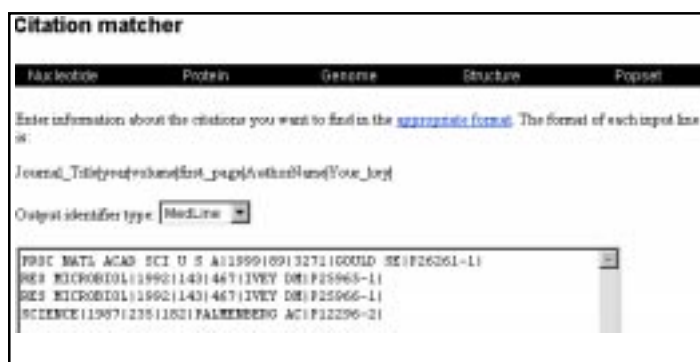 Citation matcher
Nucleotide Protein Genome Structure Popset
Enter information about the citations you want to find in the appropriate format. The format of each input line
is:
Journal_Title|year|volume|first_page|AuthorName|Your_key|
Output identifier type: MedLine
PROC NATL ACAD SCI U S A|1999|89|3271|GOULD SE|P26261-1|
RES MICROBIOL|1992|143|467|IVEY DM|P25965-1|
RES MICROBIOL|1992|143|467|IVEY DM|P25966-1|
SCIENCE|1987|235|182|PALMENBERG AC|P12296-2|